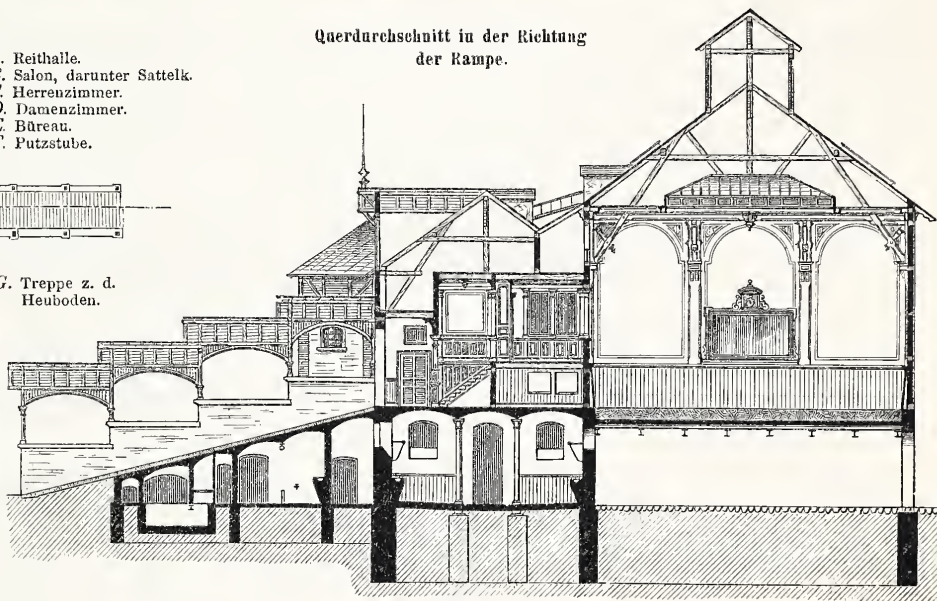 Querdurchschnitt in der Richtung
der Rampe.
. Reithalle.
. Salon, darunter Sattelk.
. Herrenzimmer.
. Damenzimmer.
. Büreau.
. Putzstube.
G. Treppe z. d.
Heuboden.